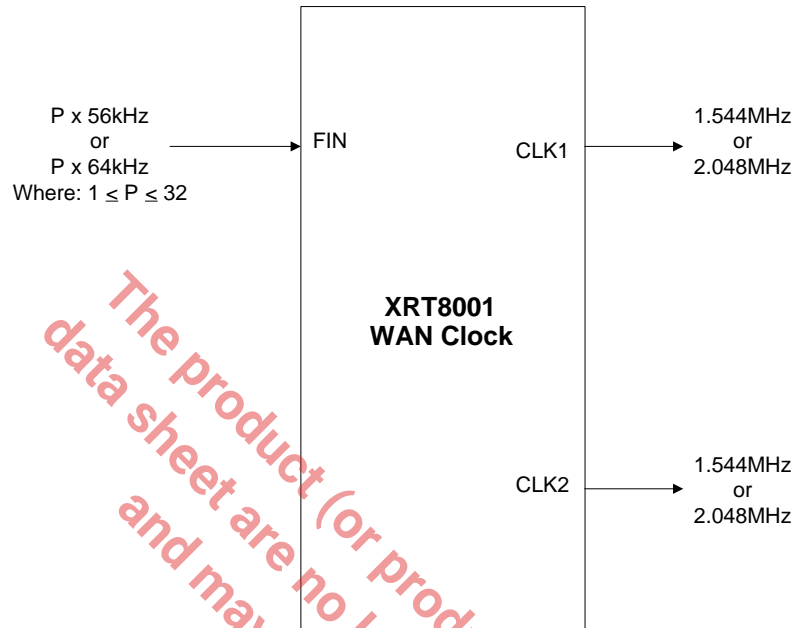 P x 56kHz
or
P x 64kHz
Where: 1 ≤ P ≤ 32
FIN
CLK1
1.544MHz
or
2.048MHz
XRT8001
WAN Clock
CLK2
1.544MHz
or
2.048MHz
The product (or prod
data sheet are no
and may